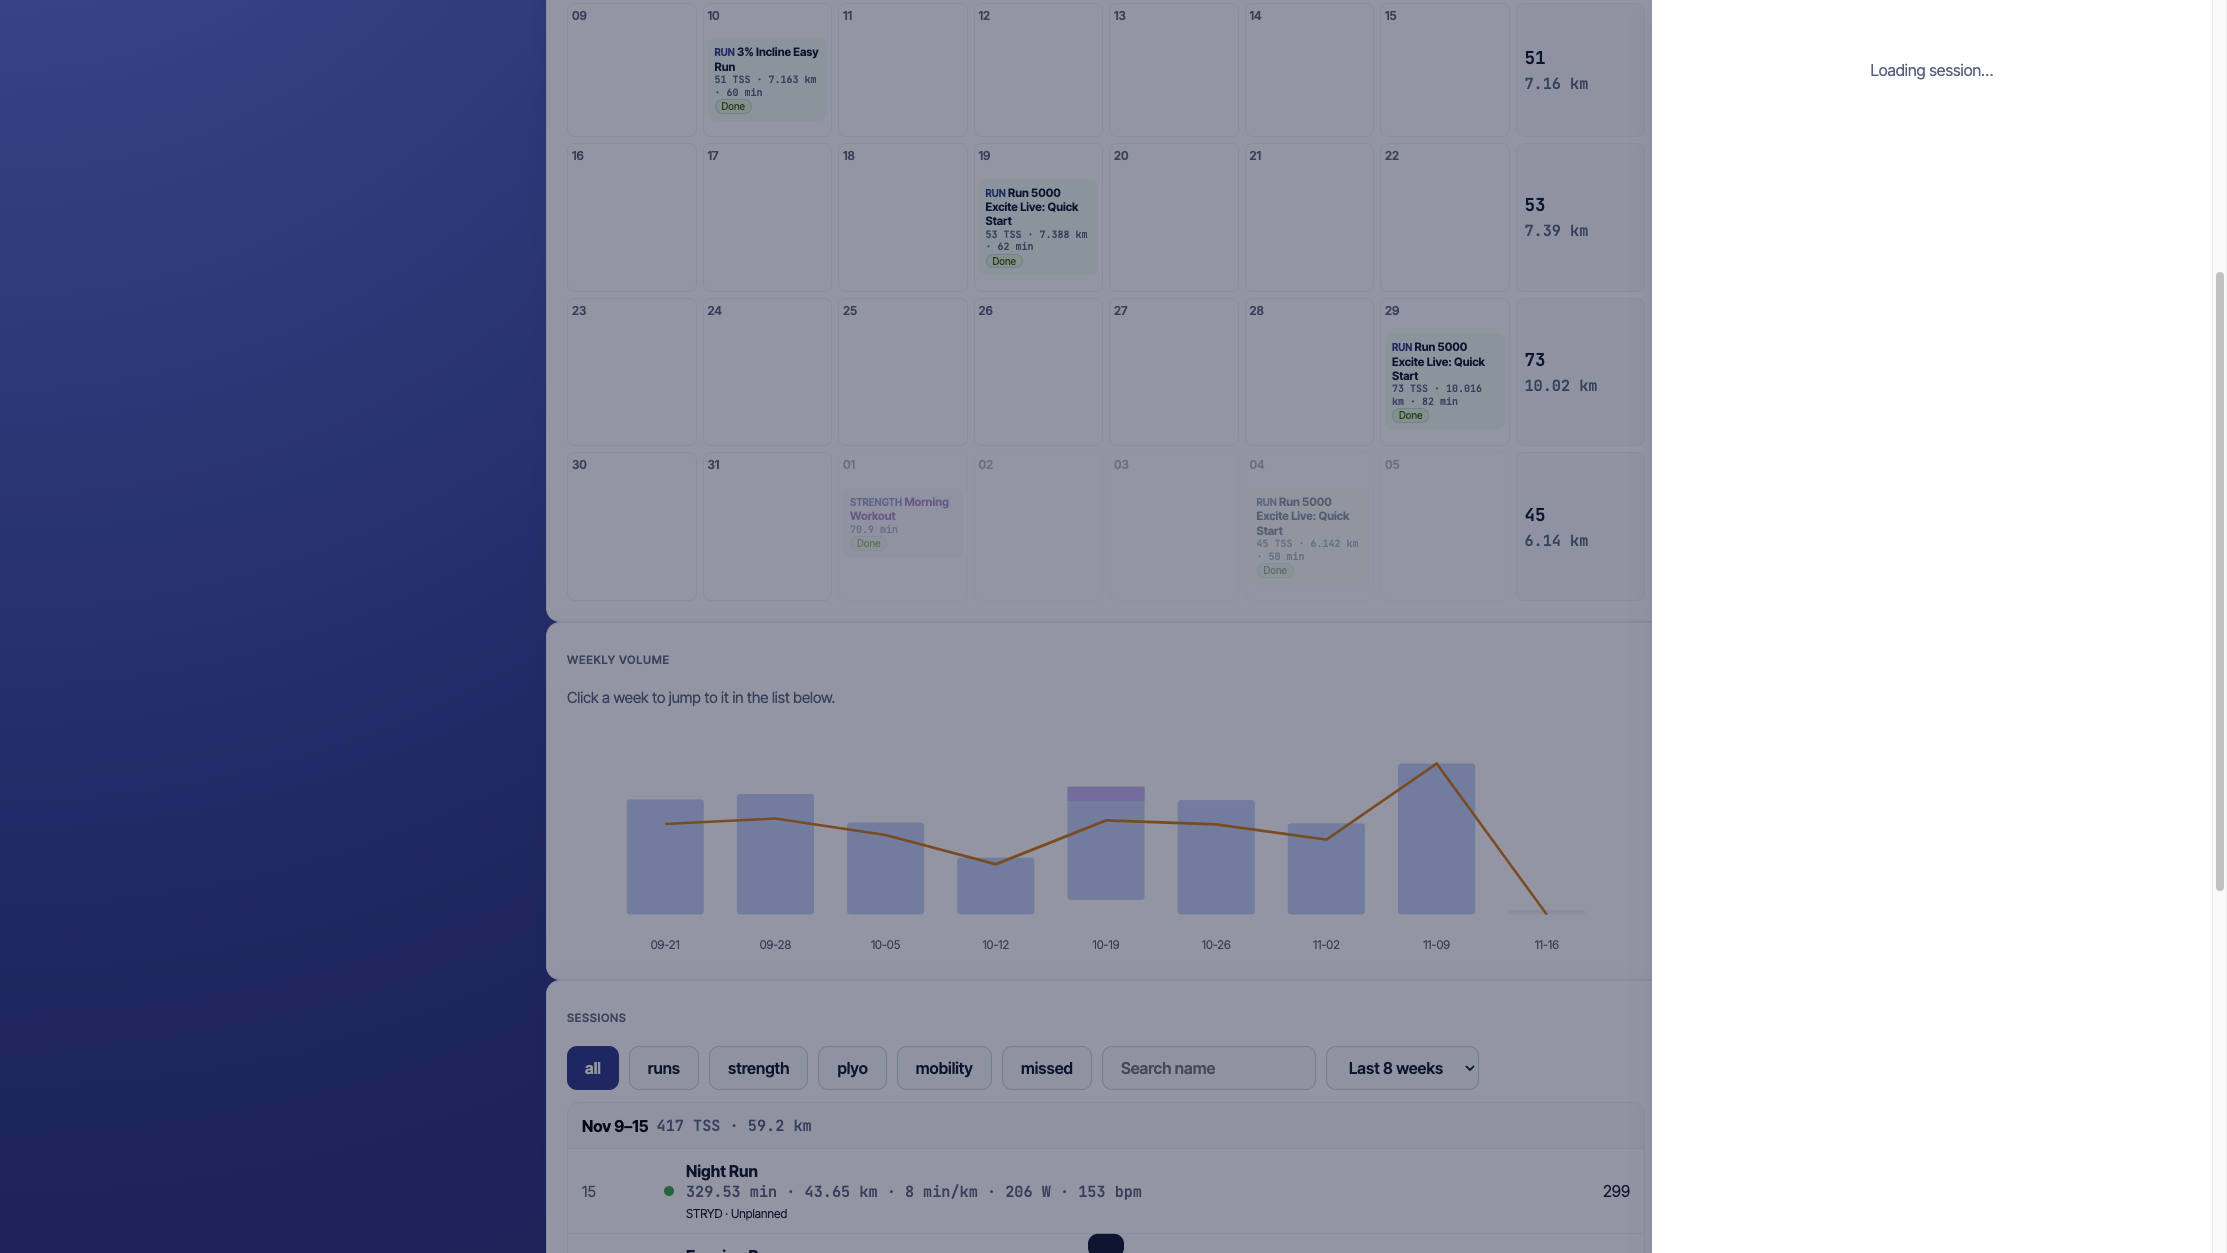 09 10 11 12 13 14 15
RUN 3% Incline Easy
Run
51 TSS · 7.163 km
· 60 min
Done
51
7.16 km
16 17 18 19 20 21 22
RUN Run 5000
Excite Live: Quick
Start
53 TSS · 7.388 km
· 62 min
Done
53
7.39 km
23 24 25 26 27 28 29
RUN Run 5000
Excite Live: Quick
Start
73 TSS · 10.016
km · 82 min
Done
73
10.02 km
30 31 01 02 03 04 05
STRENGTH Morning
Workout
70.9 min
Done
RUN Run 5000
Excite Live: Quick
Start
45 TSS · 6.142 km
· 50 min
Done
45
6.14 km
WEEKLY VOLUME
Click a week to jump to it in the list below.
09-21 09-28 10-05 10-12 10-19 10-26 11-02 11-09 11-16
SESSIONS
all runs strength plyo mobility missed Search name Last 8 weeks
Nov 9–15 417 TSS · 59.2 km
15
Night Run
329.53 min · 43.65 km · 8 min/km · 206 W · 153 bpm
STRYD · Unplanned
299
Loading session...